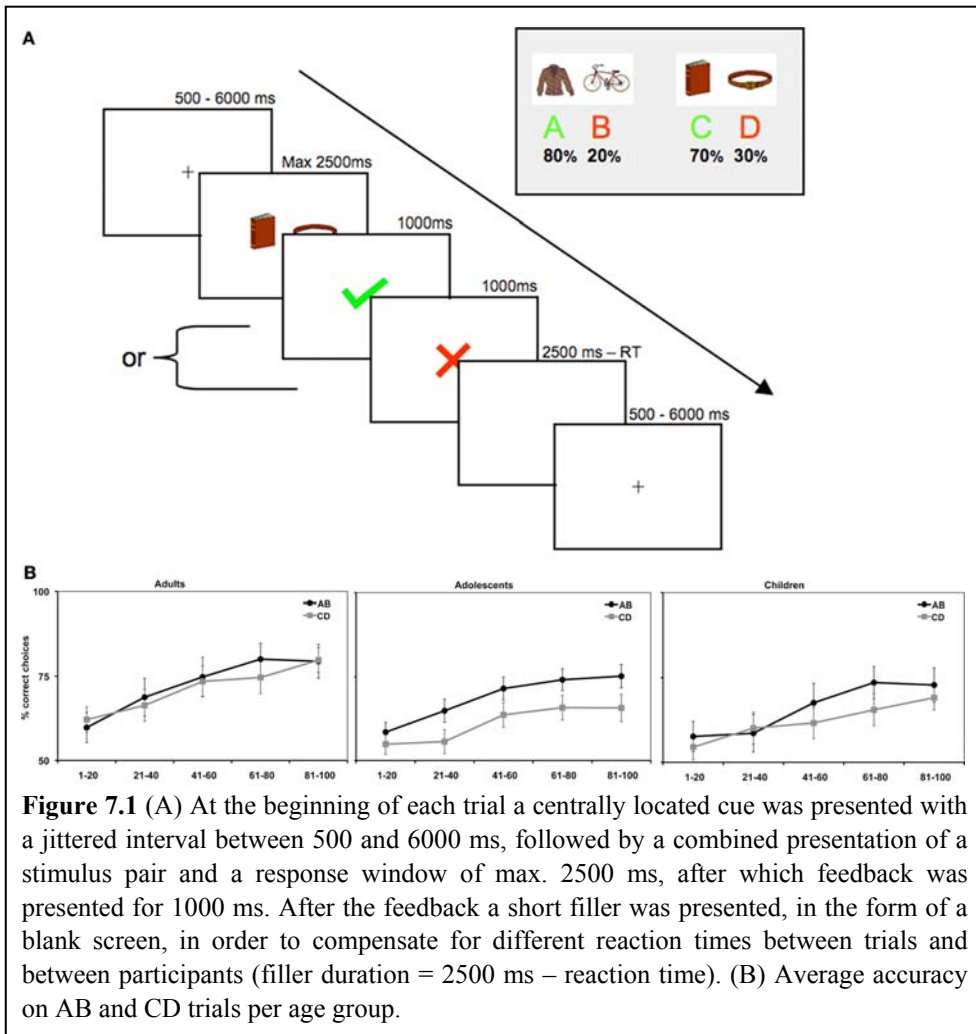 A
500 - 6000 ms
A B C D
80% 20% 70% 30%
Max 2500ms
1000ms
1000ms
or
2500 ms – RT
500 - 6000 ms
B
Adults
Adolescents
Children
100
75
50
% correct choices
AB
CD
AB
CD
AB
CD
1-20 21-40 41-60 61-80 81-100
1-20 21-40 41-60 61-80 81-100
1-20 21-40 41-60 61-80 81-100
Figure 7.1 (A) At the beginning of each trial a centrally located cue was presented with
a jittered interval between 500 and 6000 ms, followed by a combined presentation of a
stimulus pair and a response window of max. 2500 ms, after which feedback was
presented for 1000 ms. After the feedback a short filler was presented, in the form of a
blank screen, in order to compensate for different reaction times between trials and
between participants (filler duration = 2500 ms – reaction time). (B) Average accuracy
on AB and CD trials per age group.